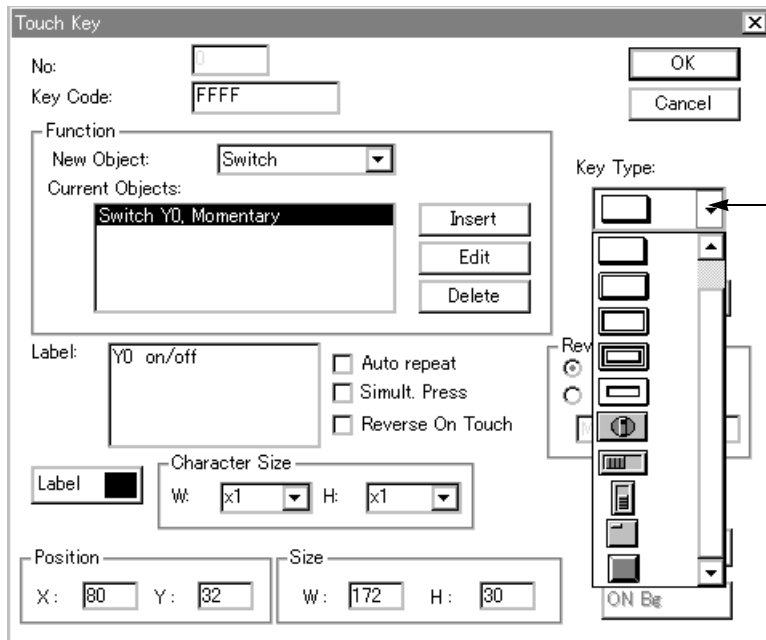 Touch Key
No: 0
OK
Key Code: FFFF
Cancel
Function
New Object: Switch
Key Type:
Current Objects:
Switch Y0, Momentary
Insert
Edit
Delete
Label: Y0 on/off
Auto repeat
Rev
Simult. Press
Reverse On Touch
M
Label
Character Size
W: x1 H: x1
Position
Size
X: 80 Y: 32 W: 172 H: 30
ON Bg